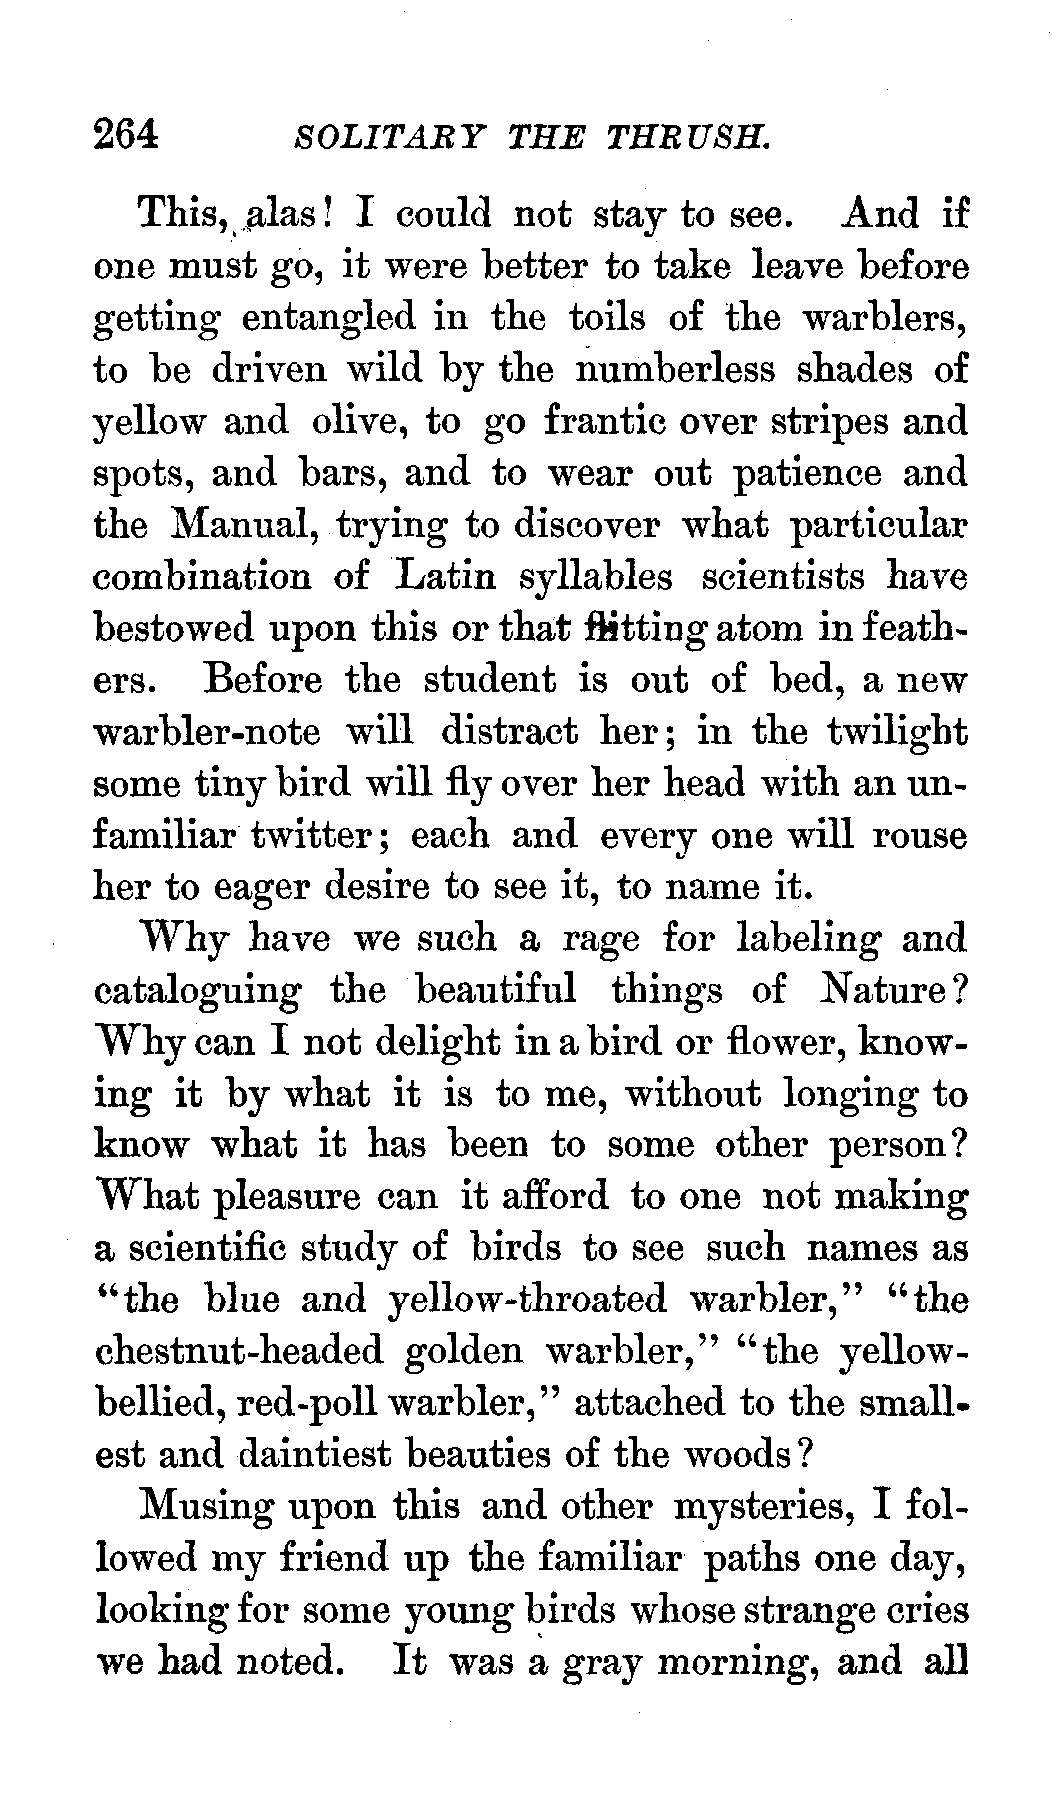 264 SOLITARY THE THRUSH.
This, alas! I could not stay to see. And if
one must go, it were better to take leave before
getting entangled in the toils of the warblers,
to be driven wild by the numberless shades of
yellow and olive, to go frantic over stripes and
spots, and bars, and to wear out patience and
the Manual, trying to discover what particular
combination of Latin syllables scientists have
bestowed upon this or that flitting atom in feath-
ers. Before the student is out of bed, a new
warbler-note will distract her; in the twilight
some tiny bird will fly over her head with an un-
familiar twitter; each and every one will rouse
her to eager desire to see it, to name it.
Why have we such a rage for labeling and
cataloguing the beautiful things of Nature?
Why can I not delight in a bird or flower, know-
ing it by what it is to me, without longing to
know what it has been to some other person?
What pleasure can it afford to one not making
a scientific study of birds to see such names as
"the blue and yellow-throated warbler," "the
chestnut-headed golden warbler," "the yellow-
bellied, red-poll warbler," attached to the small-
est and daintiest beauties of the woods?
Musing upon this and other mysteries, I fol-
lowed my friend up the familiar paths one day,
looking for some young birds whose strange cries
we had noted. It was a gray morning, and all